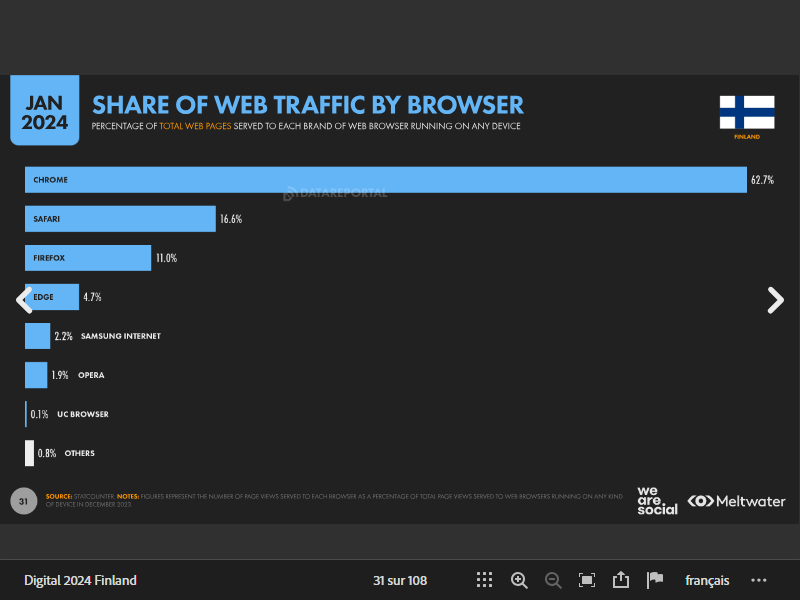 JAN
2024
SHARE OF WEB TRAFFIC BY BROWSER
PERCENTAGE OF TOTAL WEB PAGES SERVED TO EACH BRAND OF WEB BROWSER RUNNING ON ANY DEVICE
FINLAND
CHROME 62.7%
DATAREPORTAL
SAFARI 16.6%
FIREFOX 11.0%
EDGE 4.7%
2.2% SAMSUNG INTERNET
1.9% OPERA
0.1% UC BROWSER
0.8% OTHERS
31
SOURCE: STATCOUNTER. NOTES: FIGURES REPRESENT THE NUMBER OF PAGE VIEWS SERVED TO EACH BROWSER AS A PERCENTAGE OF TOTAL PAGE VIEWS SERVED TO WEB BROWSERS RUNNING ON ANY KIND
OF DEVICE IN DECEMBER 2023.
we
are
social
Meltwater
Digital 2024 Finland
31 sur 108
français